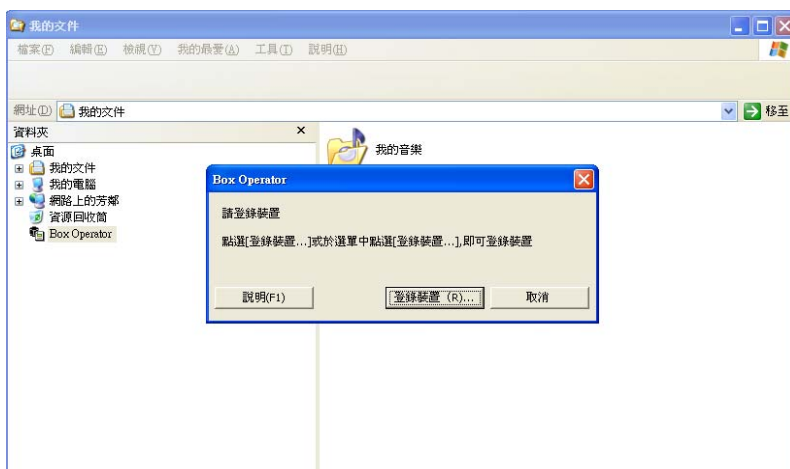 我的文件
檔案(F) 編輯(E) 檢視(V) 我的最愛(A) 工具(T) 說明(H)
網址(D) 我的文件 移至
資料夾
桌面
我的文件
我的電腦
網路上的芳鄰
資源回收筒
Box Operator
我的音樂
Box Operator
請登錄裝置
點選[登錄裝置...]或於選單中點選[登錄裝置...],即可登錄裝置
說明(F1) 登錄裝置 (R)... 取消